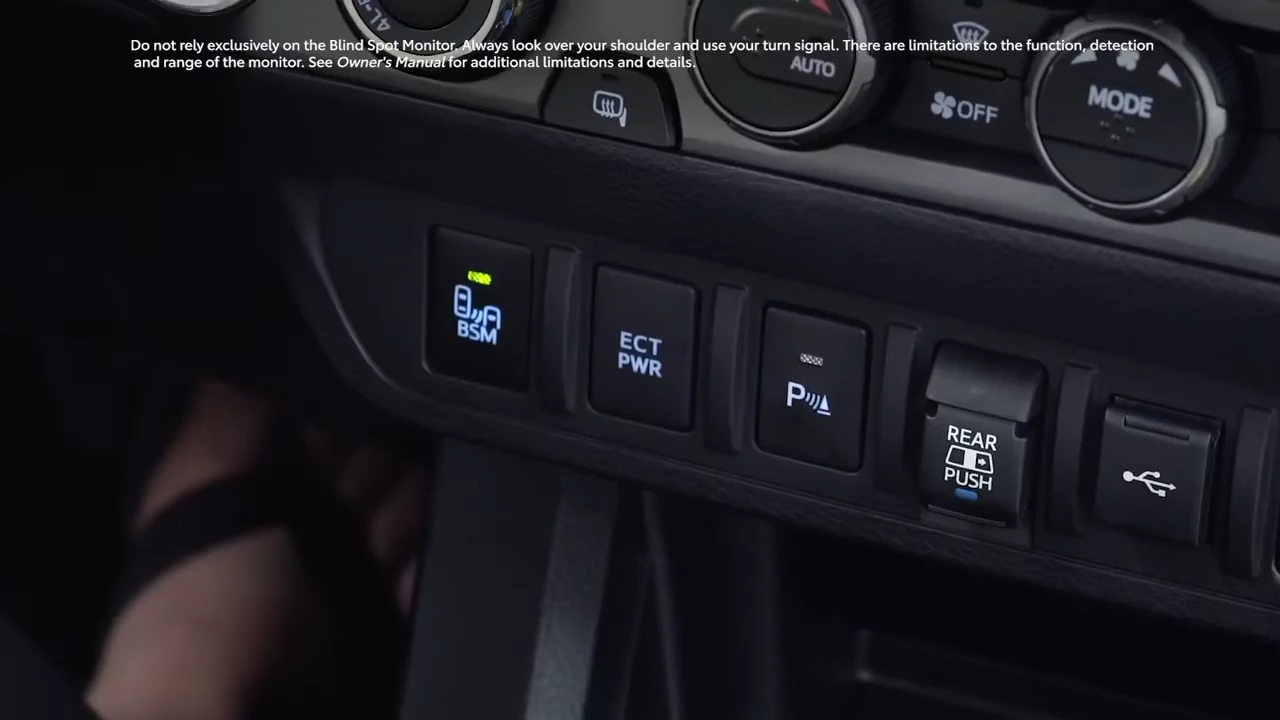 Do not rely exclusively on the Blind Spot Monitor. Always look over your shoulder and use your turn signal. There are limitations to the function, detection
and range of the monitor. See Owner's Manual for additional limitations and details.
AUTO
OFF
MODE
BSM
ECT
PWR
P
REAR
PUSH